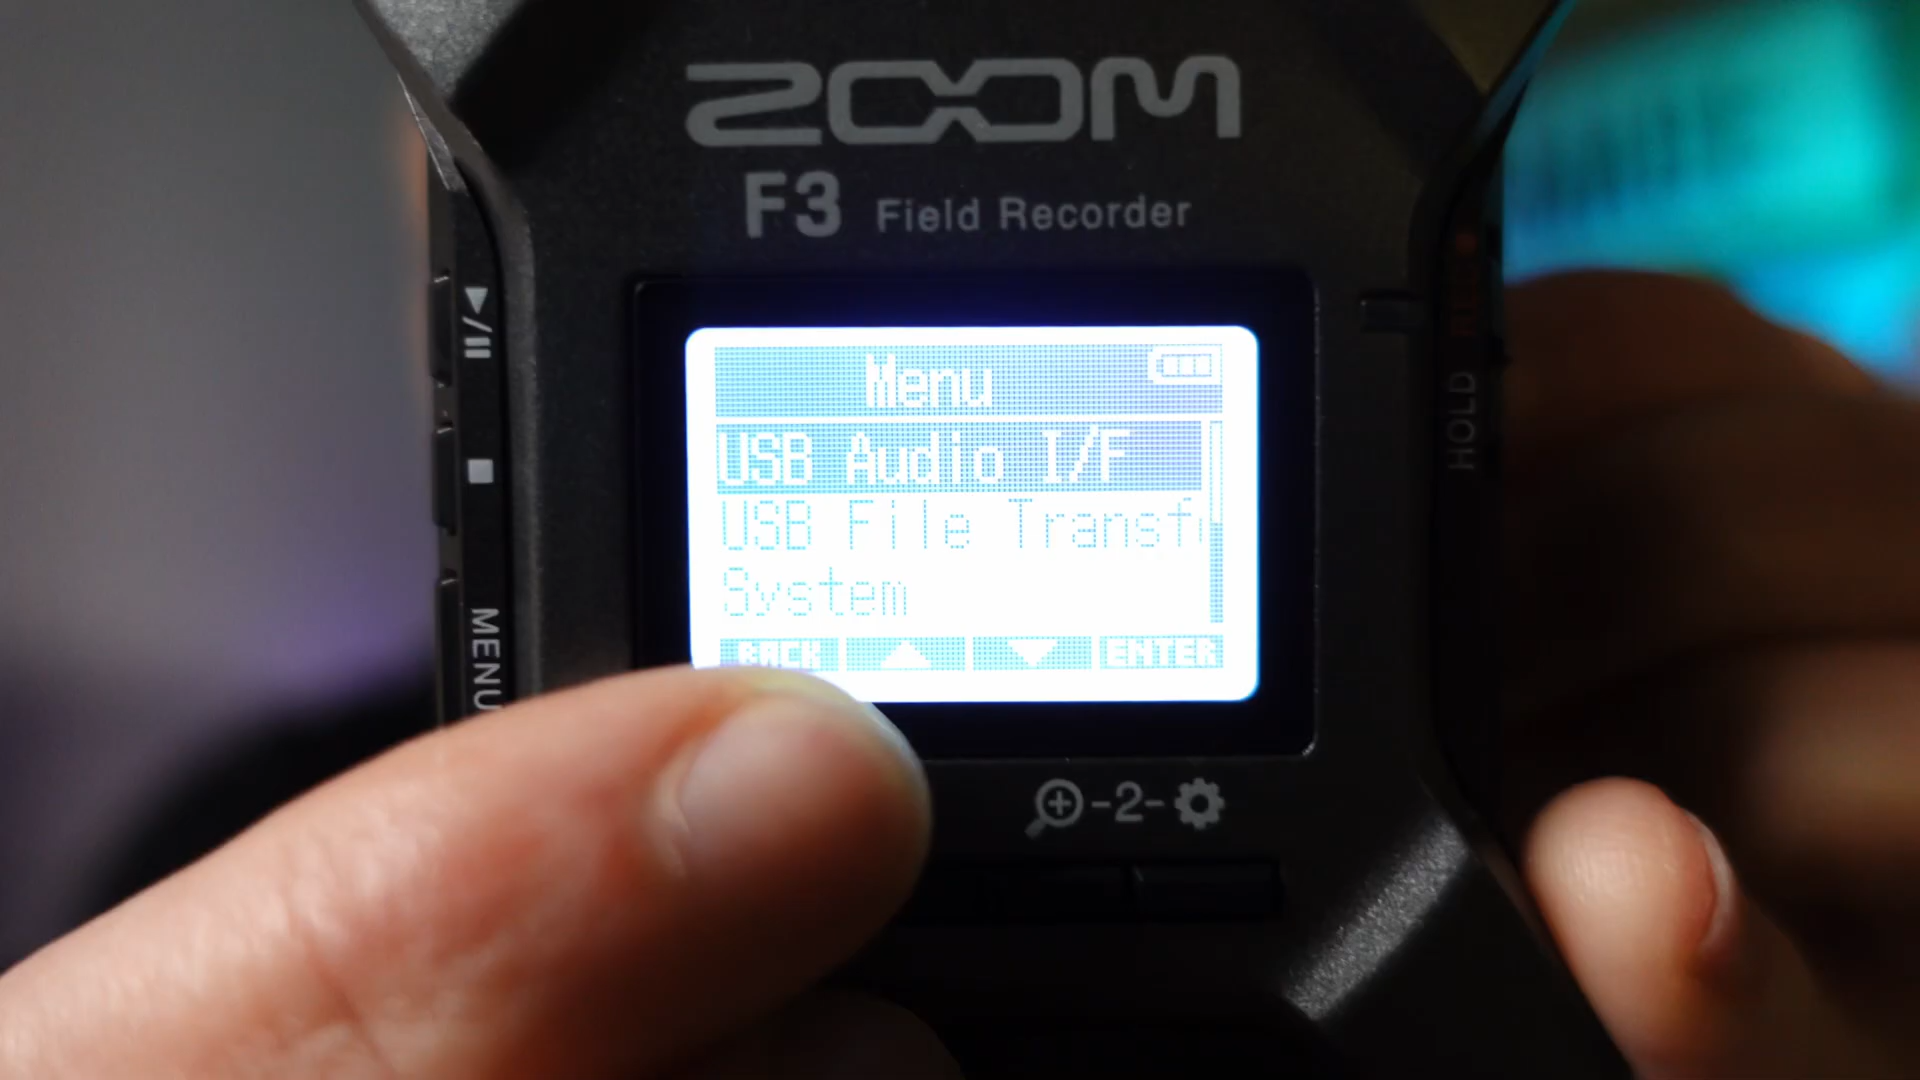 ZOOM
F3 Field Recorder
Menu
USB Audio I/F
USB File Transf
System
BACK
ENTER
MENU
HOLD
-2-